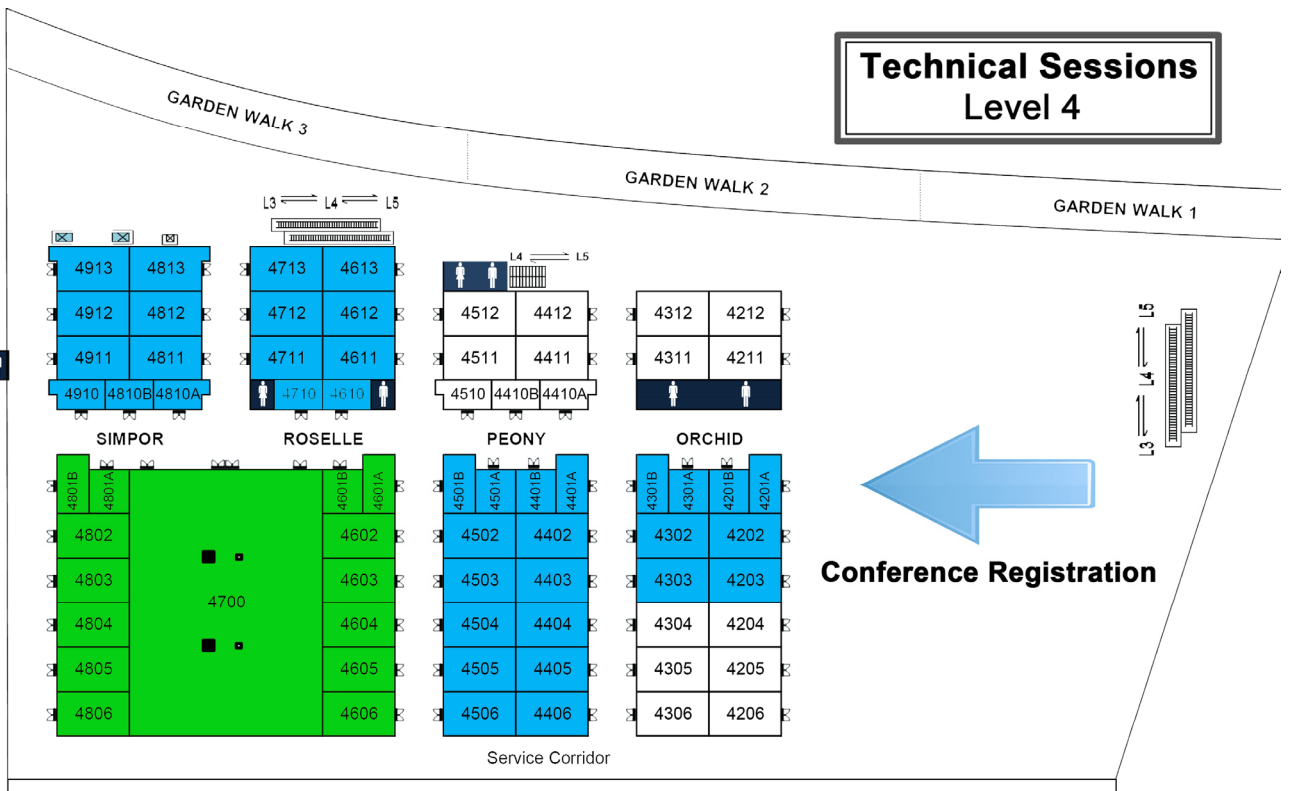 Technical Sessions
Level 4
GARDEN WALK 3
GARDEN WALK 2
GARDEN WALK 1
L3 L4 L5
L4 L5
L5
L4
L3
4913 4813 4713 4613
4912 4812 4712 4612 4512 4412 4312 4212
4911 4811 4711 4611 4511 4411 4311 4211
4910 4810B 4810A 4710 4610 4510 4410B 4410A
SIMPOR ROSELLE PEONY ORCHID
4801B 4801A 4601B 4601A 4501B 4501A 4401B 4401A 4301B 4301A 4201B 4201A
4802 4602 4502 4402 4302 4202
4803 4603 4503 4403 4303 4203
4700
4804 4604 4504 4404 4304 4204
4805 4605 4505 4405 4305 4205
4806 4606 4506 4406 4306 4206
Conference Registration
Service Corridor